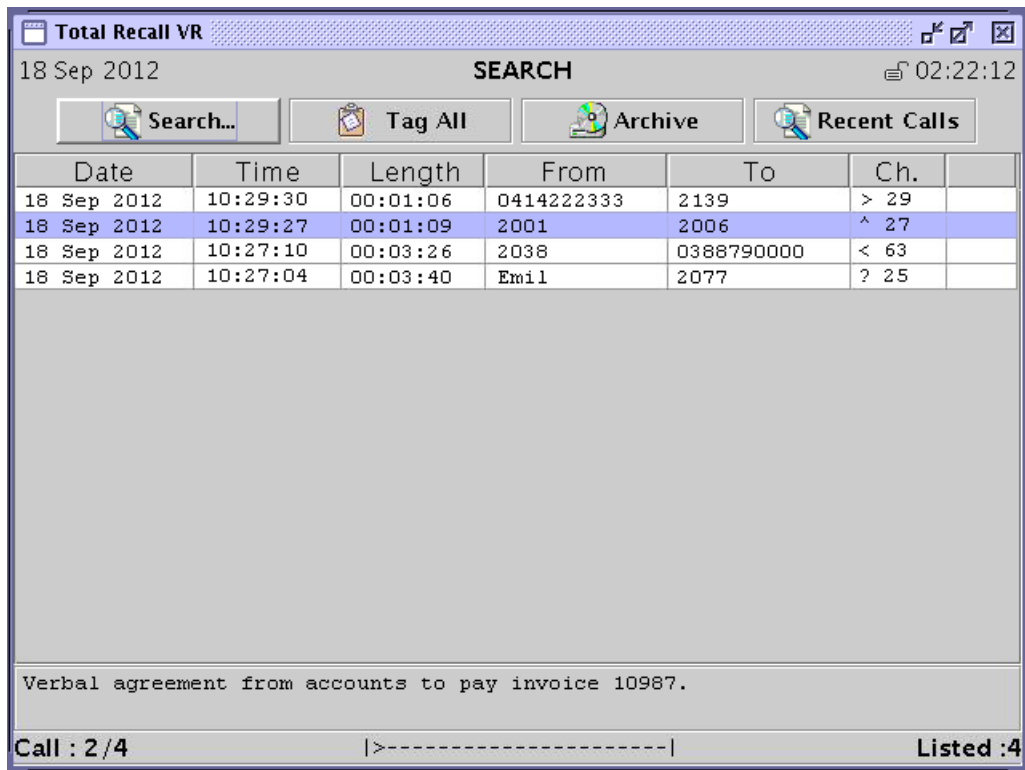 Total Recall VR
18 Sep 2012 SEARCH 02:22:12
Search... Tag All Archive Recent Calls
Date Time Length From To Ch.
18 Sep 2012 10:29:30 00:01:06 0414222333 2139 > 29
18 Sep 2012 10:29:27 00:01:09 2001 2006 ^ 27
18 Sep 2012 10:27:10 00:03:26 2038 0388790000 < 63
18 Sep 2012 10:27:04 00:03:40 Emil 2077 ? 25
Verbal agreement from accounts to pay invoice 10987.
Call : 2/4 |>----------------------| Listed :4